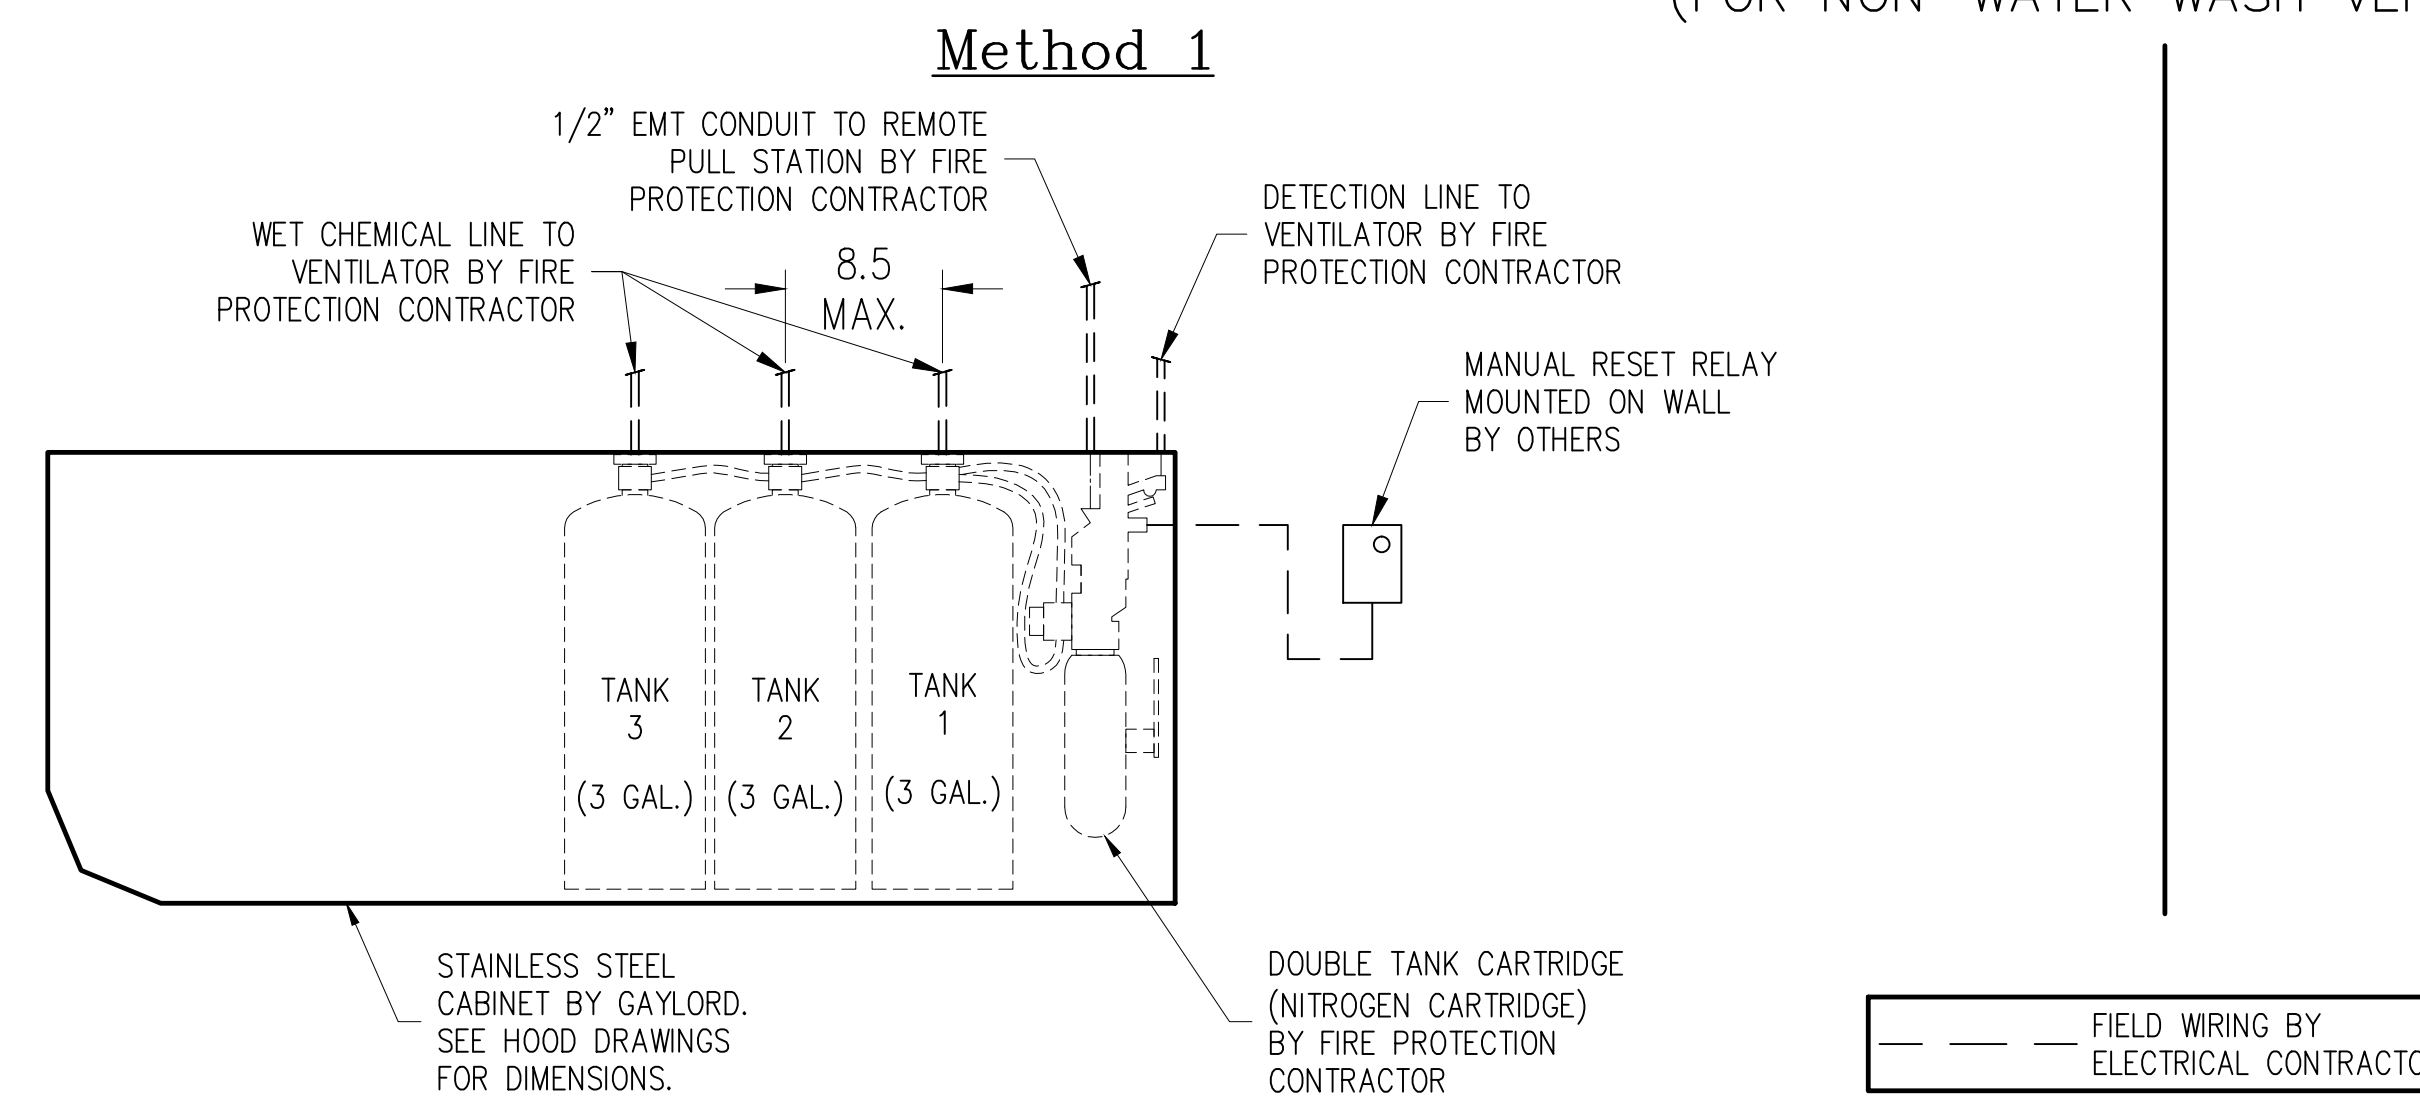 (FOR NON-WATER WASH
Method 1
1/2" EMT CONDUIT TO REMOTE
PULL STATION BY FIRE
PROTECTION CONTRACTOR
DETECTION LINE TO
VENTILATOR BY FIRE
PROTECTION CONTRACTOR
WET CHEMICAL LINE TO
VENTILATOR BY FIRE
PROTECTION CONTRACTOR
8.5
MAX.
MANUAL RESET RELAY
MOUNTED ON WALL
BY OTHERS
TANK
3
(3 GAL.)
TANK
2
(3 GAL.)
TANK
1
(3 GAL.)
STAINLESS STEEL
CABINET BY GAYLORD.
SEE HOOD DRAWINGS
FOR DIMENSIONS.
DOUBLE TANK CARTRIDGE
(NITROGEN CARTRIDGE)
BY FIRE PROTECTION
CONTRACTOR
FIELD WIRING BY
ELECTRICAL CONTRACTO